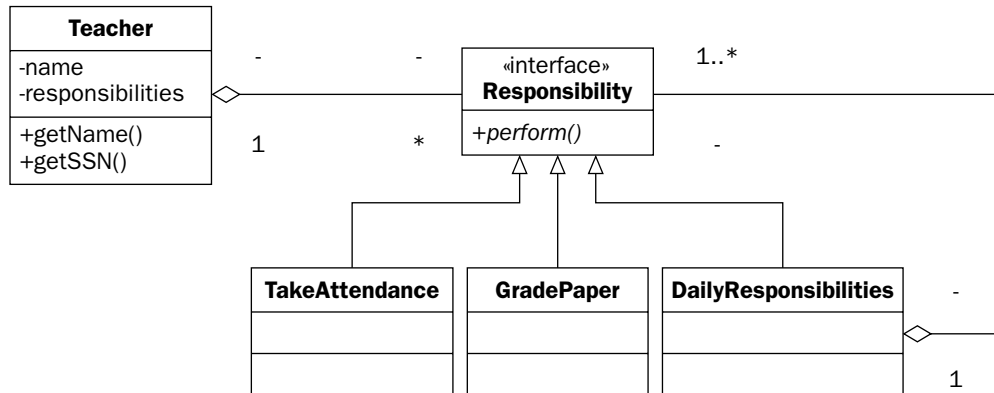 Teacher
-name
-responsibilities
+getName()
+getSSN()
- -
1 *
«interface»
Responsibility
+perform()
1..*
-
TakeAttendance
GradePaper
DailyResponsibilities
-
1